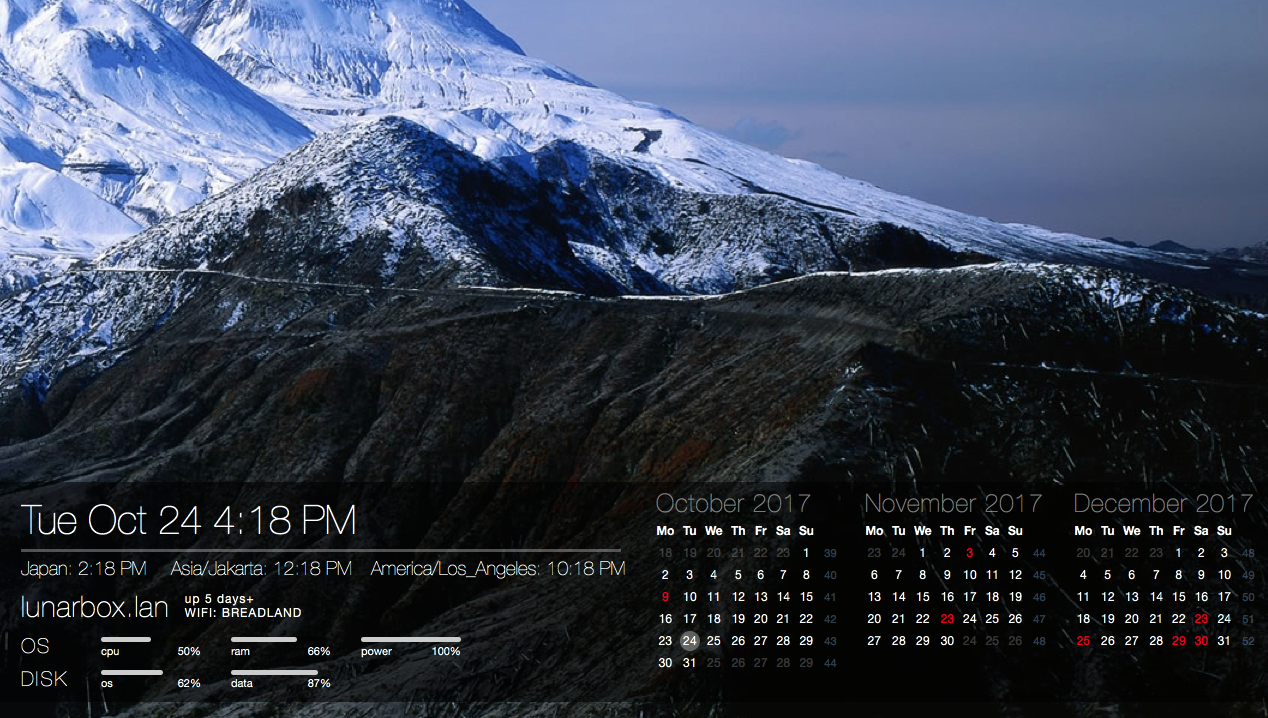 Tue Oct 24 4:18 PM
Japan: 2:18 PM Asia/Jakarta: 12:18 PM America/Los_Angeles: 10:18 PM
lunarbox.lan up 5 days+
WIFI: BREADLAND
OS cpu 50% ram 66% power 100%
DISK os 62% data 87%
October 2017
Mo Tu We Th Fr Sa Su
18 19 20 21 22 23 1 39
2 3 4 5 6 7 8 40
9 10 11 12 13 14 15 41
16 17 18 19 20 21 22 42
23 24 25 26 27 28 29 43
30 31 25 26 27 28 29 44
November 2017
Mo Tu We Th Fr Sa Su
23 24 1 2 3 4 5 44
6 7 8 9 10 11 12 45
13 14 15 16 17 18 19 46
20 21 22 23 24 25 26 47
27 28 29 30 24 25 26 48
December 2017
Mo Tu We Th Fr Sa Su
20 21 22 23 1 2 3 48
4 5 6 7 8 9 10 49
11 12 13 14 15 16 17 50
18 19 20 21 22 23 24 51
25 26 27 28 29 30 31 52